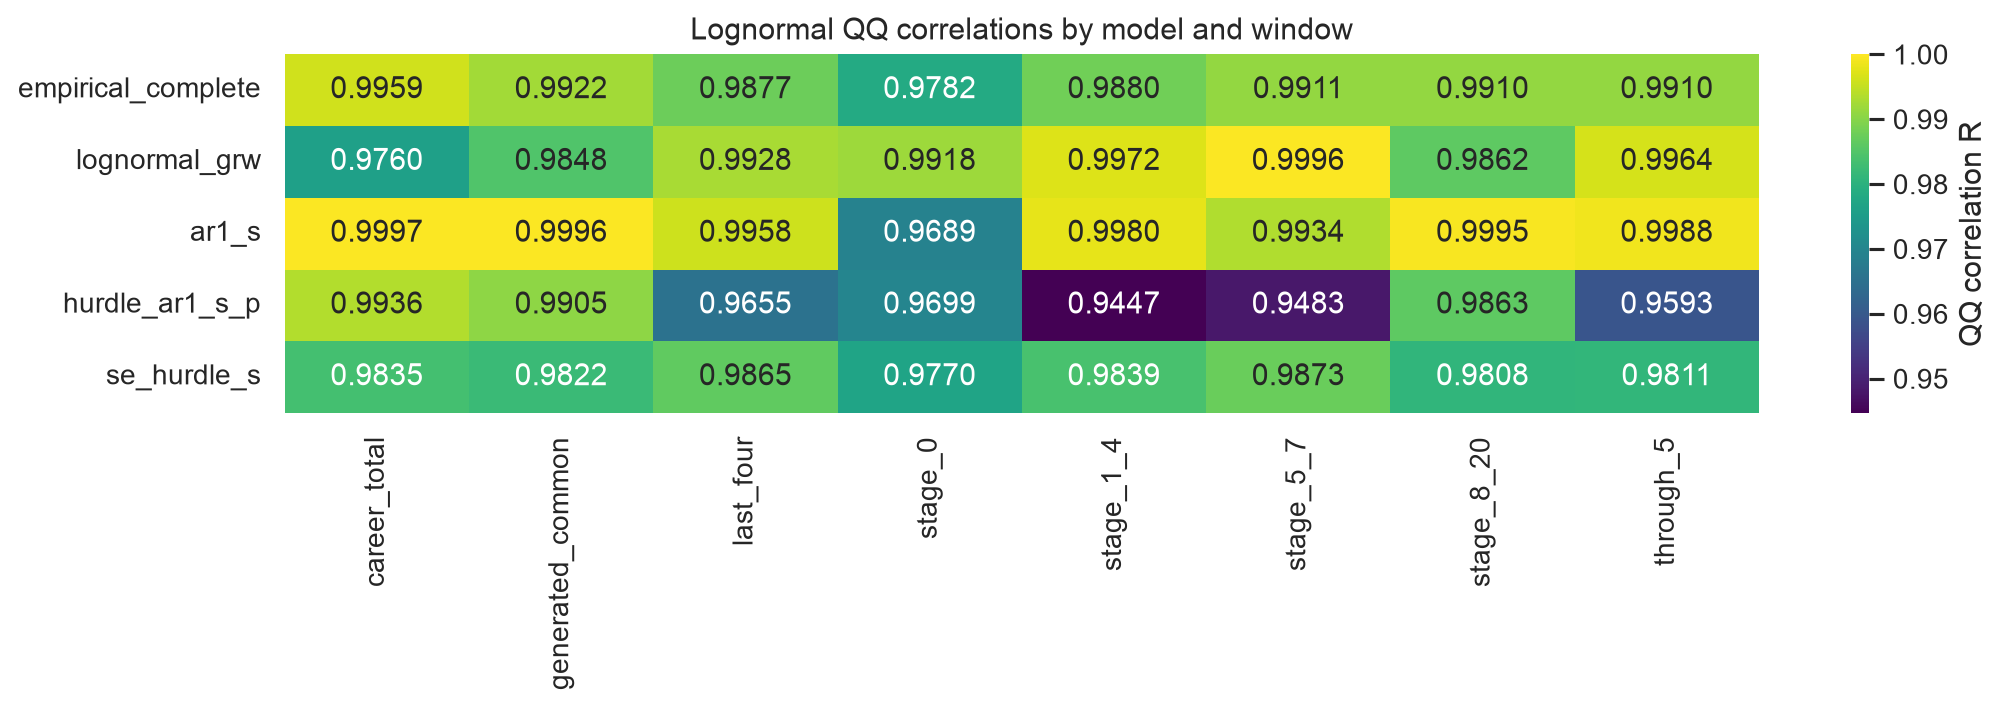 Lognormal QQ correlations by model and window
empirical_complete 0.9959 0.9922 0.9877 0.9782 0.9880 0.9911 0.9910 0.9910
lognormal_grw 0.9760 0.9848 0.9928 0.9918 0.9972 0.9996 0.9862 0.9964
ar1_s 0.9997 0.9996 0.9958 0.9689 0.9980 0.9934 0.9995 0.9988
hurdle_ar1_s_p 0.9936 0.9905 0.9655 0.9699 0.9447 0.9483 0.9863 0.9593
se_hurdle_s 0.9835 0.9822 0.9865 0.9770 0.9839 0.9873 0.9808 0.9811
career_total
generated_common
last_four
stage_0
stage_1_4
stage_5_7
stage_8_20
through_5
1.00
0.99
0.98
0.97
0.96
0.95
QQ correlation R